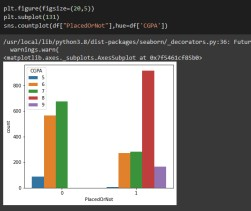 plt.figure(figsize=(20,5))
plt.subplot(131)
sns.countplot(df["PlacedOrNot"],hue=df['CGPA'])
/usr/local/lib/python3.8/dist-packages/seaborn/_decorators.py:36: Futur
warnings.warn(
<matplotlib.axes._subplots.AxesSubplot at 0x7f5461cf85b0>
CGPA
5
6
7
8
9
800
600
400
200
0
count
0
1
PlacedOrNot